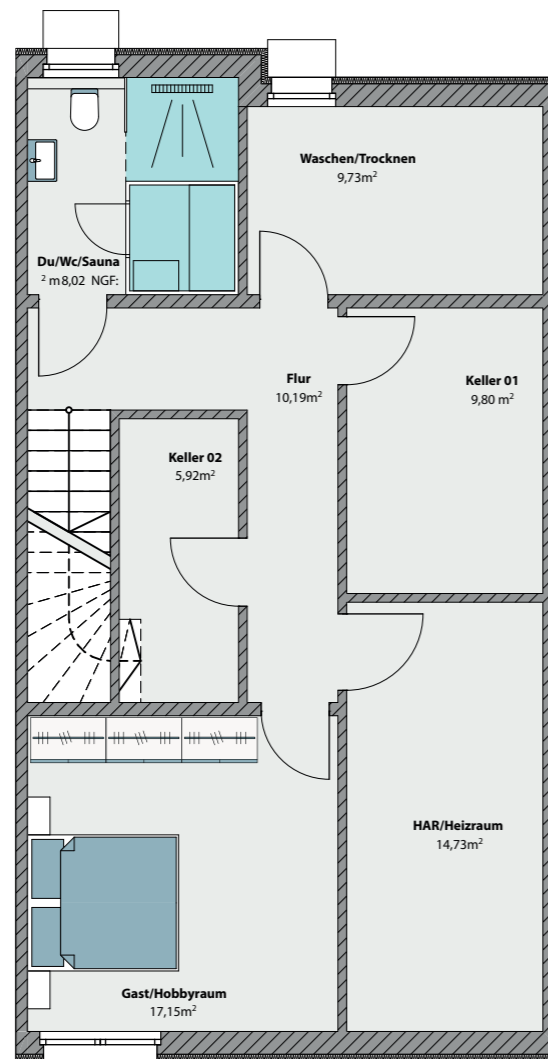 Waschen/Trocknen
9,73m²
Du/Wc/Sauna
² m8,02 NGF:
Flur
10,19m²
Keller 01
9,80 m²
Keller 02
5,92m²
HAR/Heizraum
14,73m²
Gast/Hobbyraum
17,15m²